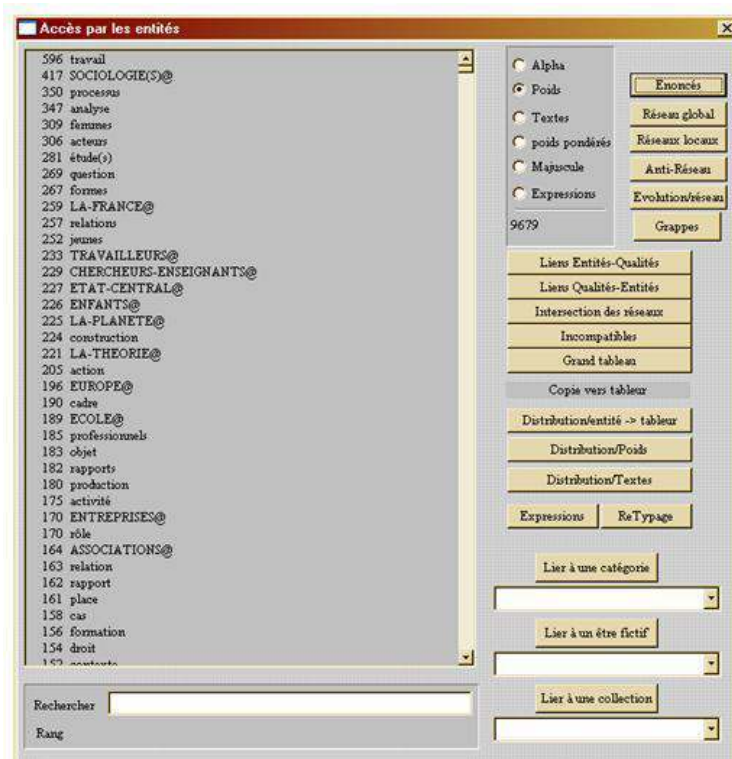 Accès par les entités
596 travail
417 SOCIOLOGIE(S)@
350 processus
347 analyse
309 femmes
306 acteurs
281 étude(s)
269 question
267 formes
259 LA-FRANCE@
257 relations
252 jeunes
233 TRAVAILLEURS@
229 CHERCHEURS-ENSEIGNANTS@
227 ETAT-CENTRAL@
226 ENFANTS@
225 LA-PLANETE@
224 construction
221 LA-THEORIE@
205 action
196 EUROPE@
190 cadre
189 ECOLE@
185 professionnels
183 objet
182 rapports
180 production
175 activité
170 ENTREPRISES@
170 rôle
164 ASSOCIATIONS@
163 relation
162 rapport
161 place
158 cas
156 formation
154 droit
152 contexte
Rechercher
Rang
Alpha
Poids
Textes
poids pondérés
Majuscule
Expressions
9679
Enoncés
Réseau global
Réseaux locaux
Anti-Réseau
Evolution/réseau
Grappes
Liens Entités-Qualités
Liens Qualités-Entités
Intersection des réseaux
Incompatibles
Grand tableau
Copie vers tableur
Distribution/entité -> tableur
Distribution/Poids
Distribution/Textes
Expressions ReTypage
Lier à une catégorie
Lier à un être fictif
Lier à une collection